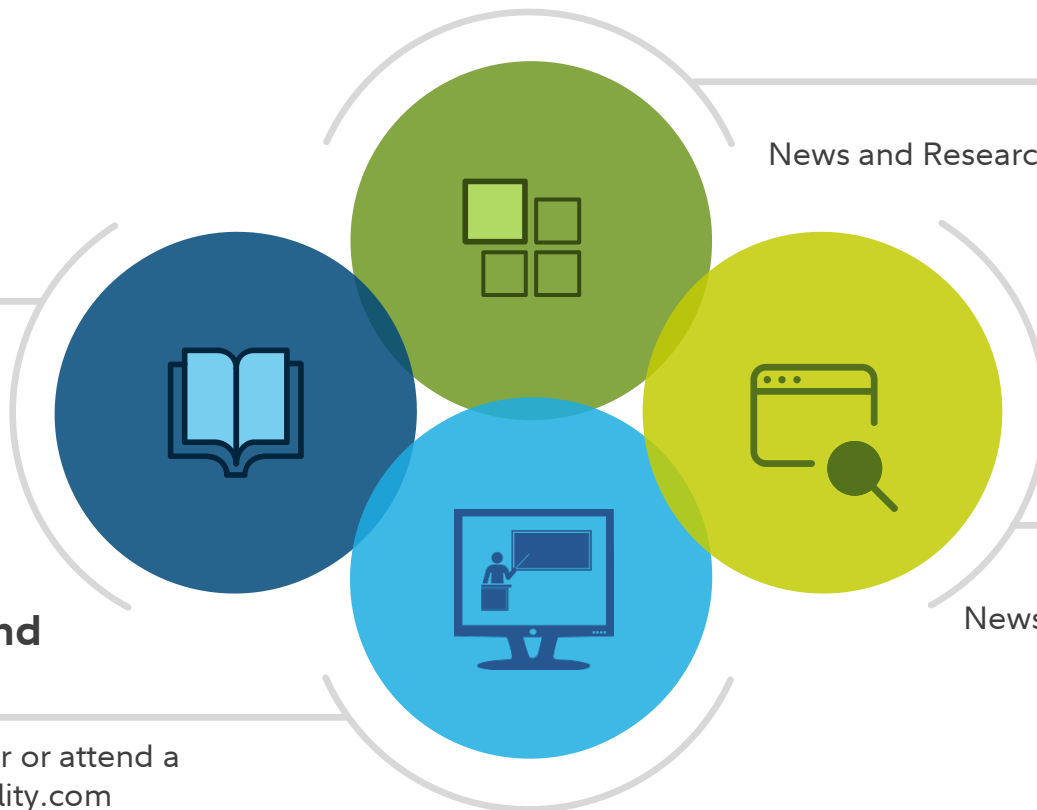 News and Researc
News
nd
r or attend a
lity.com